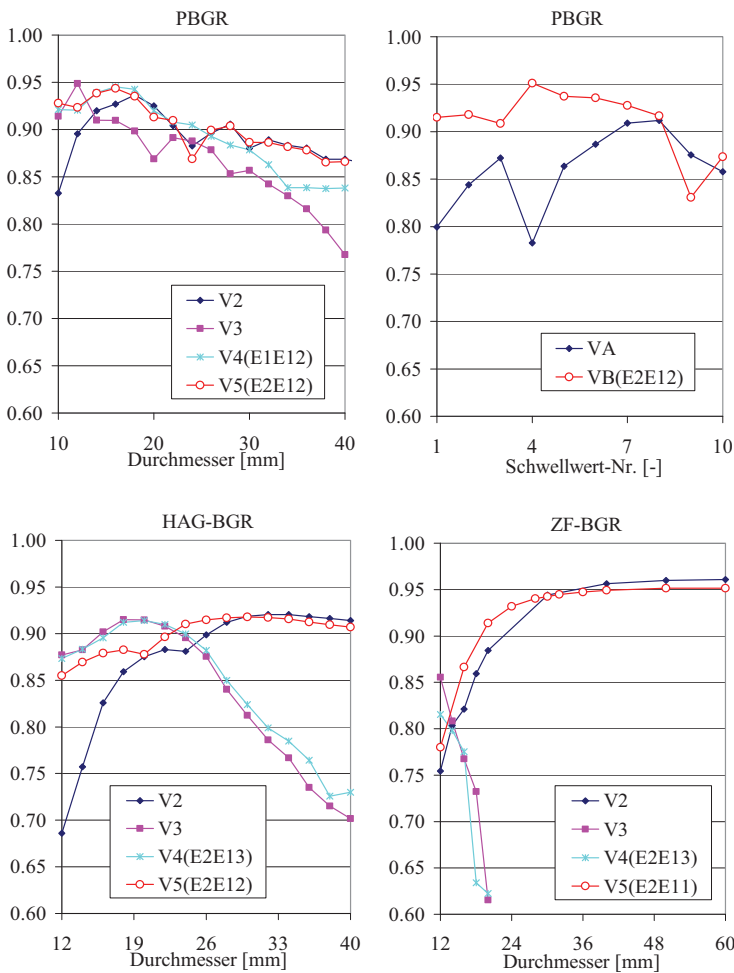 PBGR
1.00
0.95
0.90
0.85
0.80
0.75
0.70
0.65
0.60
10
20
30
40
Durchmesser [mm]
V2
V3
V4(E1E12)
V5(E2E12)
PBGR
1.00
0.95
0.90
0.85
0.80
0.75
0.70
0.65
0.60
1
4
7
10
Schwellwert-Nr. [-]
VA
VB(E2E12)
HAG-BGR
1.00
0.95
0.90
0.85
0.80
0.75
0.70
0.65
0.60
12
19
26
33
40
Durchmesser [mm]
V2
V3
V4(E2E13)
V5(E2E12)
ZF-BGR
1.00
0.95
0.90
0.85
0.80
0.75
0.70
0.65
0.60
12
24
36
48
60
Durchmesser [mm]
V2
V3
V4(E2E13)
V5(E2E11)